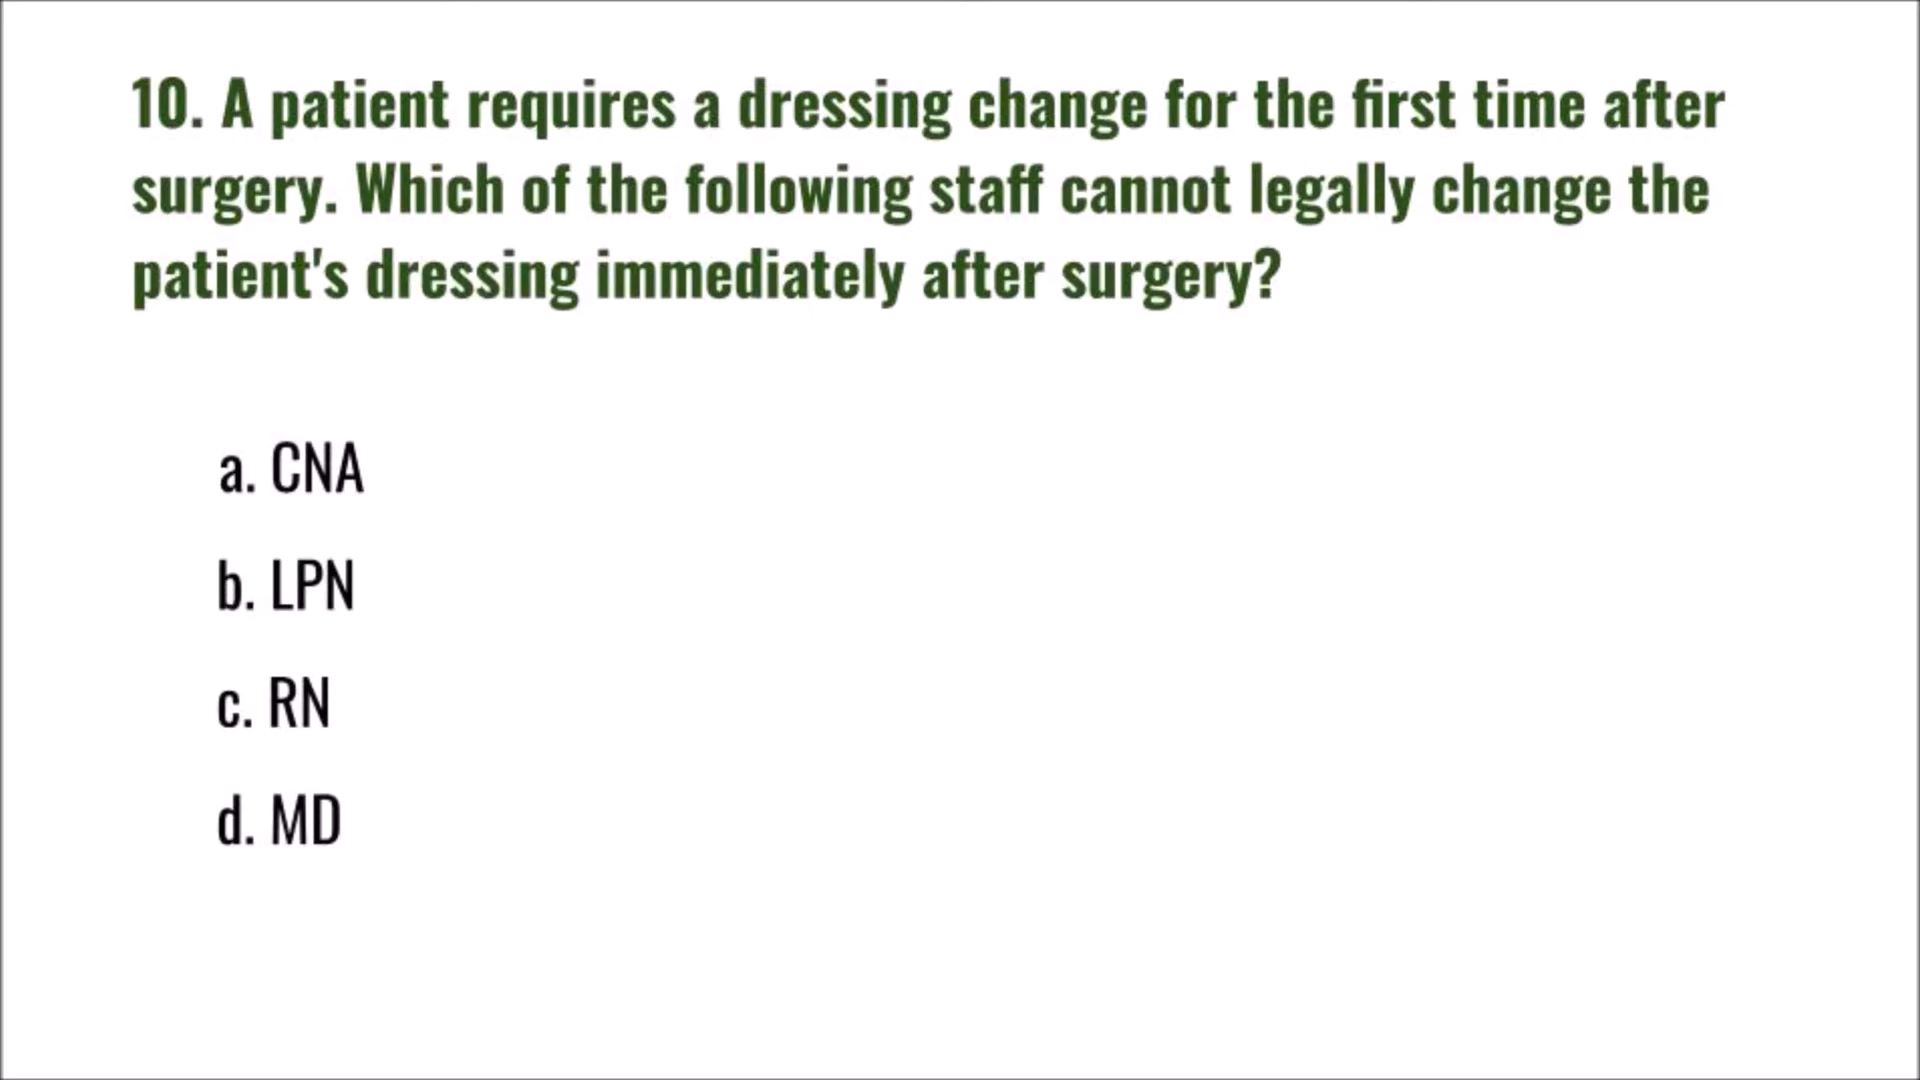 10. A patient requires a dressing change for the first time after
surgery. Which of the following staff cannot legally change the
patient's dressing immediately after surgery?
a. CNA
b. LPN
c. RN
d. MD